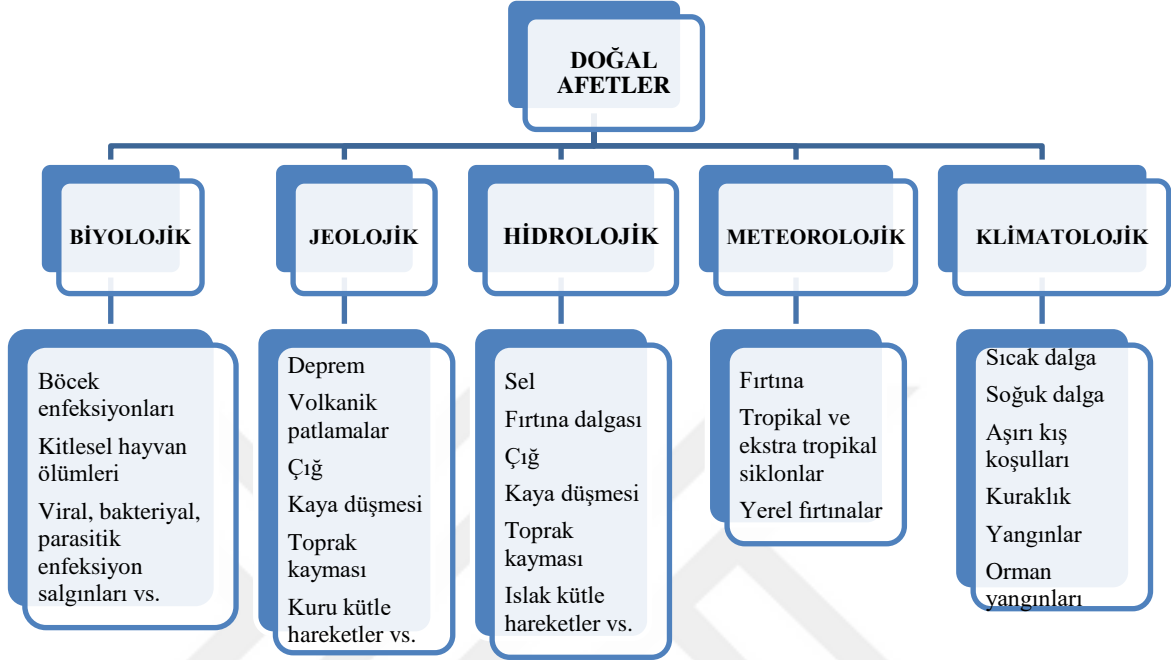 DOĞAL
AFETLER
BİYOLOJİK
JEOLOJİK
HİDROLOJİK
METEOROLOJİK
KLİMATOLOJİK
Böcek
enfeksiyonları
Kitlesel hayvan
ölümleri
Viral, bakteriyal,
parasitik
enfeksiyon
salgınları vs.
Deprem
Volkanik
patlamalar
Çığ
Kaya düşmesi
Toprak
kayması
Kuru kütle
hareketler vs.
Sel
Fırtına dalgası
Çığ
Kaya düşmesi
Toprak
kayması
Islak kütle
hareketler vs.
Fırtına
Tropikal ve
ekstra tropikal
siklonlar
Yerel fırtınalar
Sıcak dalga
Soğuk dalga
Aşırı kış
koşulları
Kuraklık
Yangınlar
Orman
yangınları